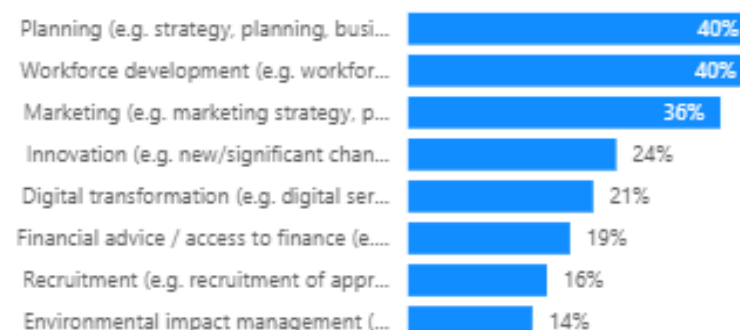 Planning (e.g. strategy, planning, busi... 40%
Workforce development (e.g. workfor... 40%
Marketing (e.g. marketing strategy, p... 36%
Innovation (e.g. new/significant chan... 24%
Digital transformation (e.g. digital ser... 21%
Financial advice / access to finance (e.... 19%
Recruitment (e.g. recruitment of appr... 16%
Environmental impact management (... 14%